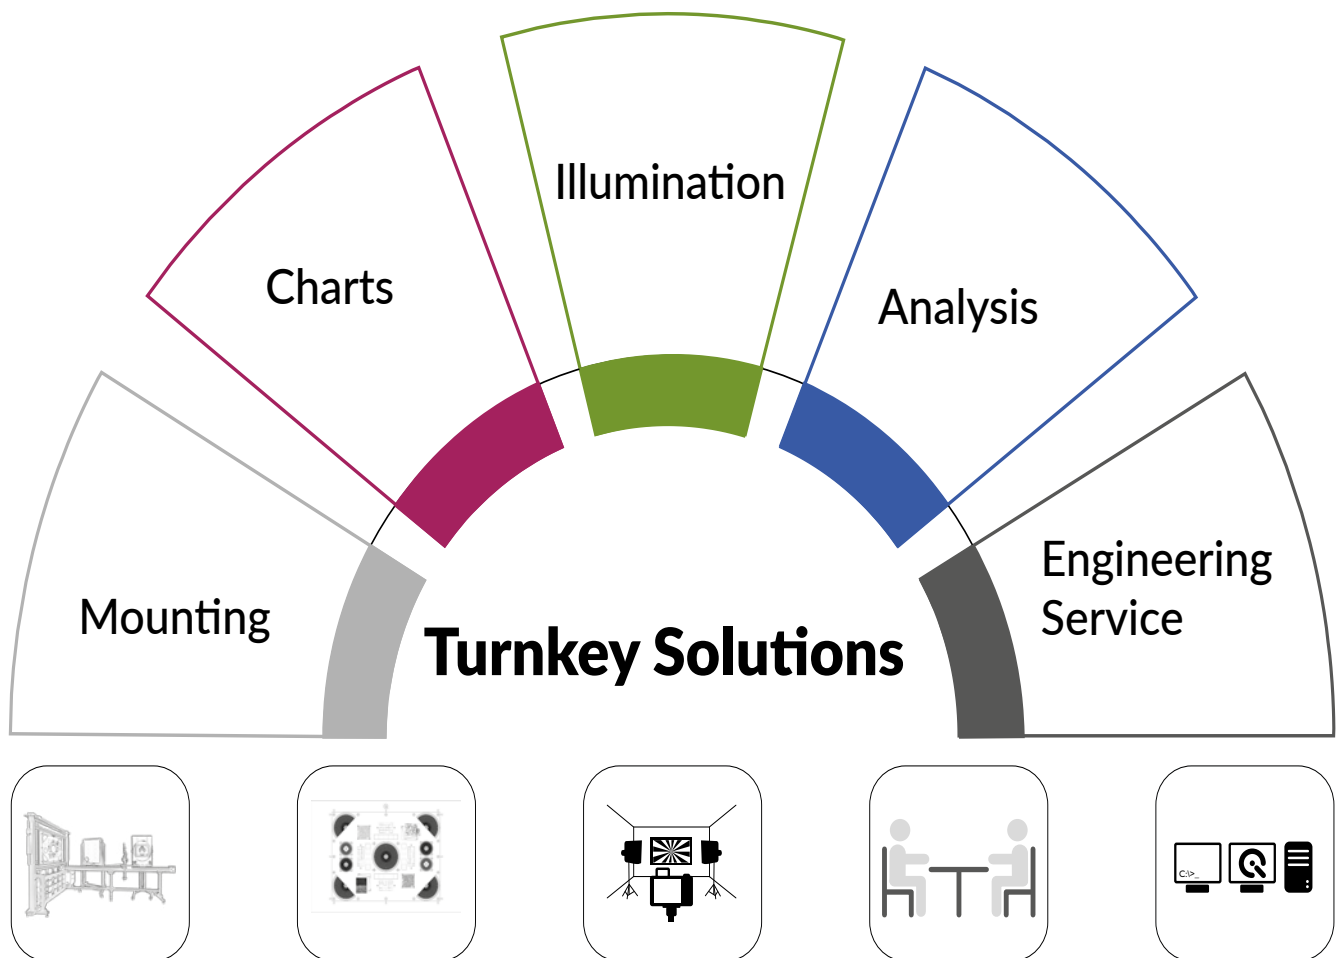 Illumination
Charts
Analysis
Mounting
Engineering
Service
Turnkey Solutions
C:\>_